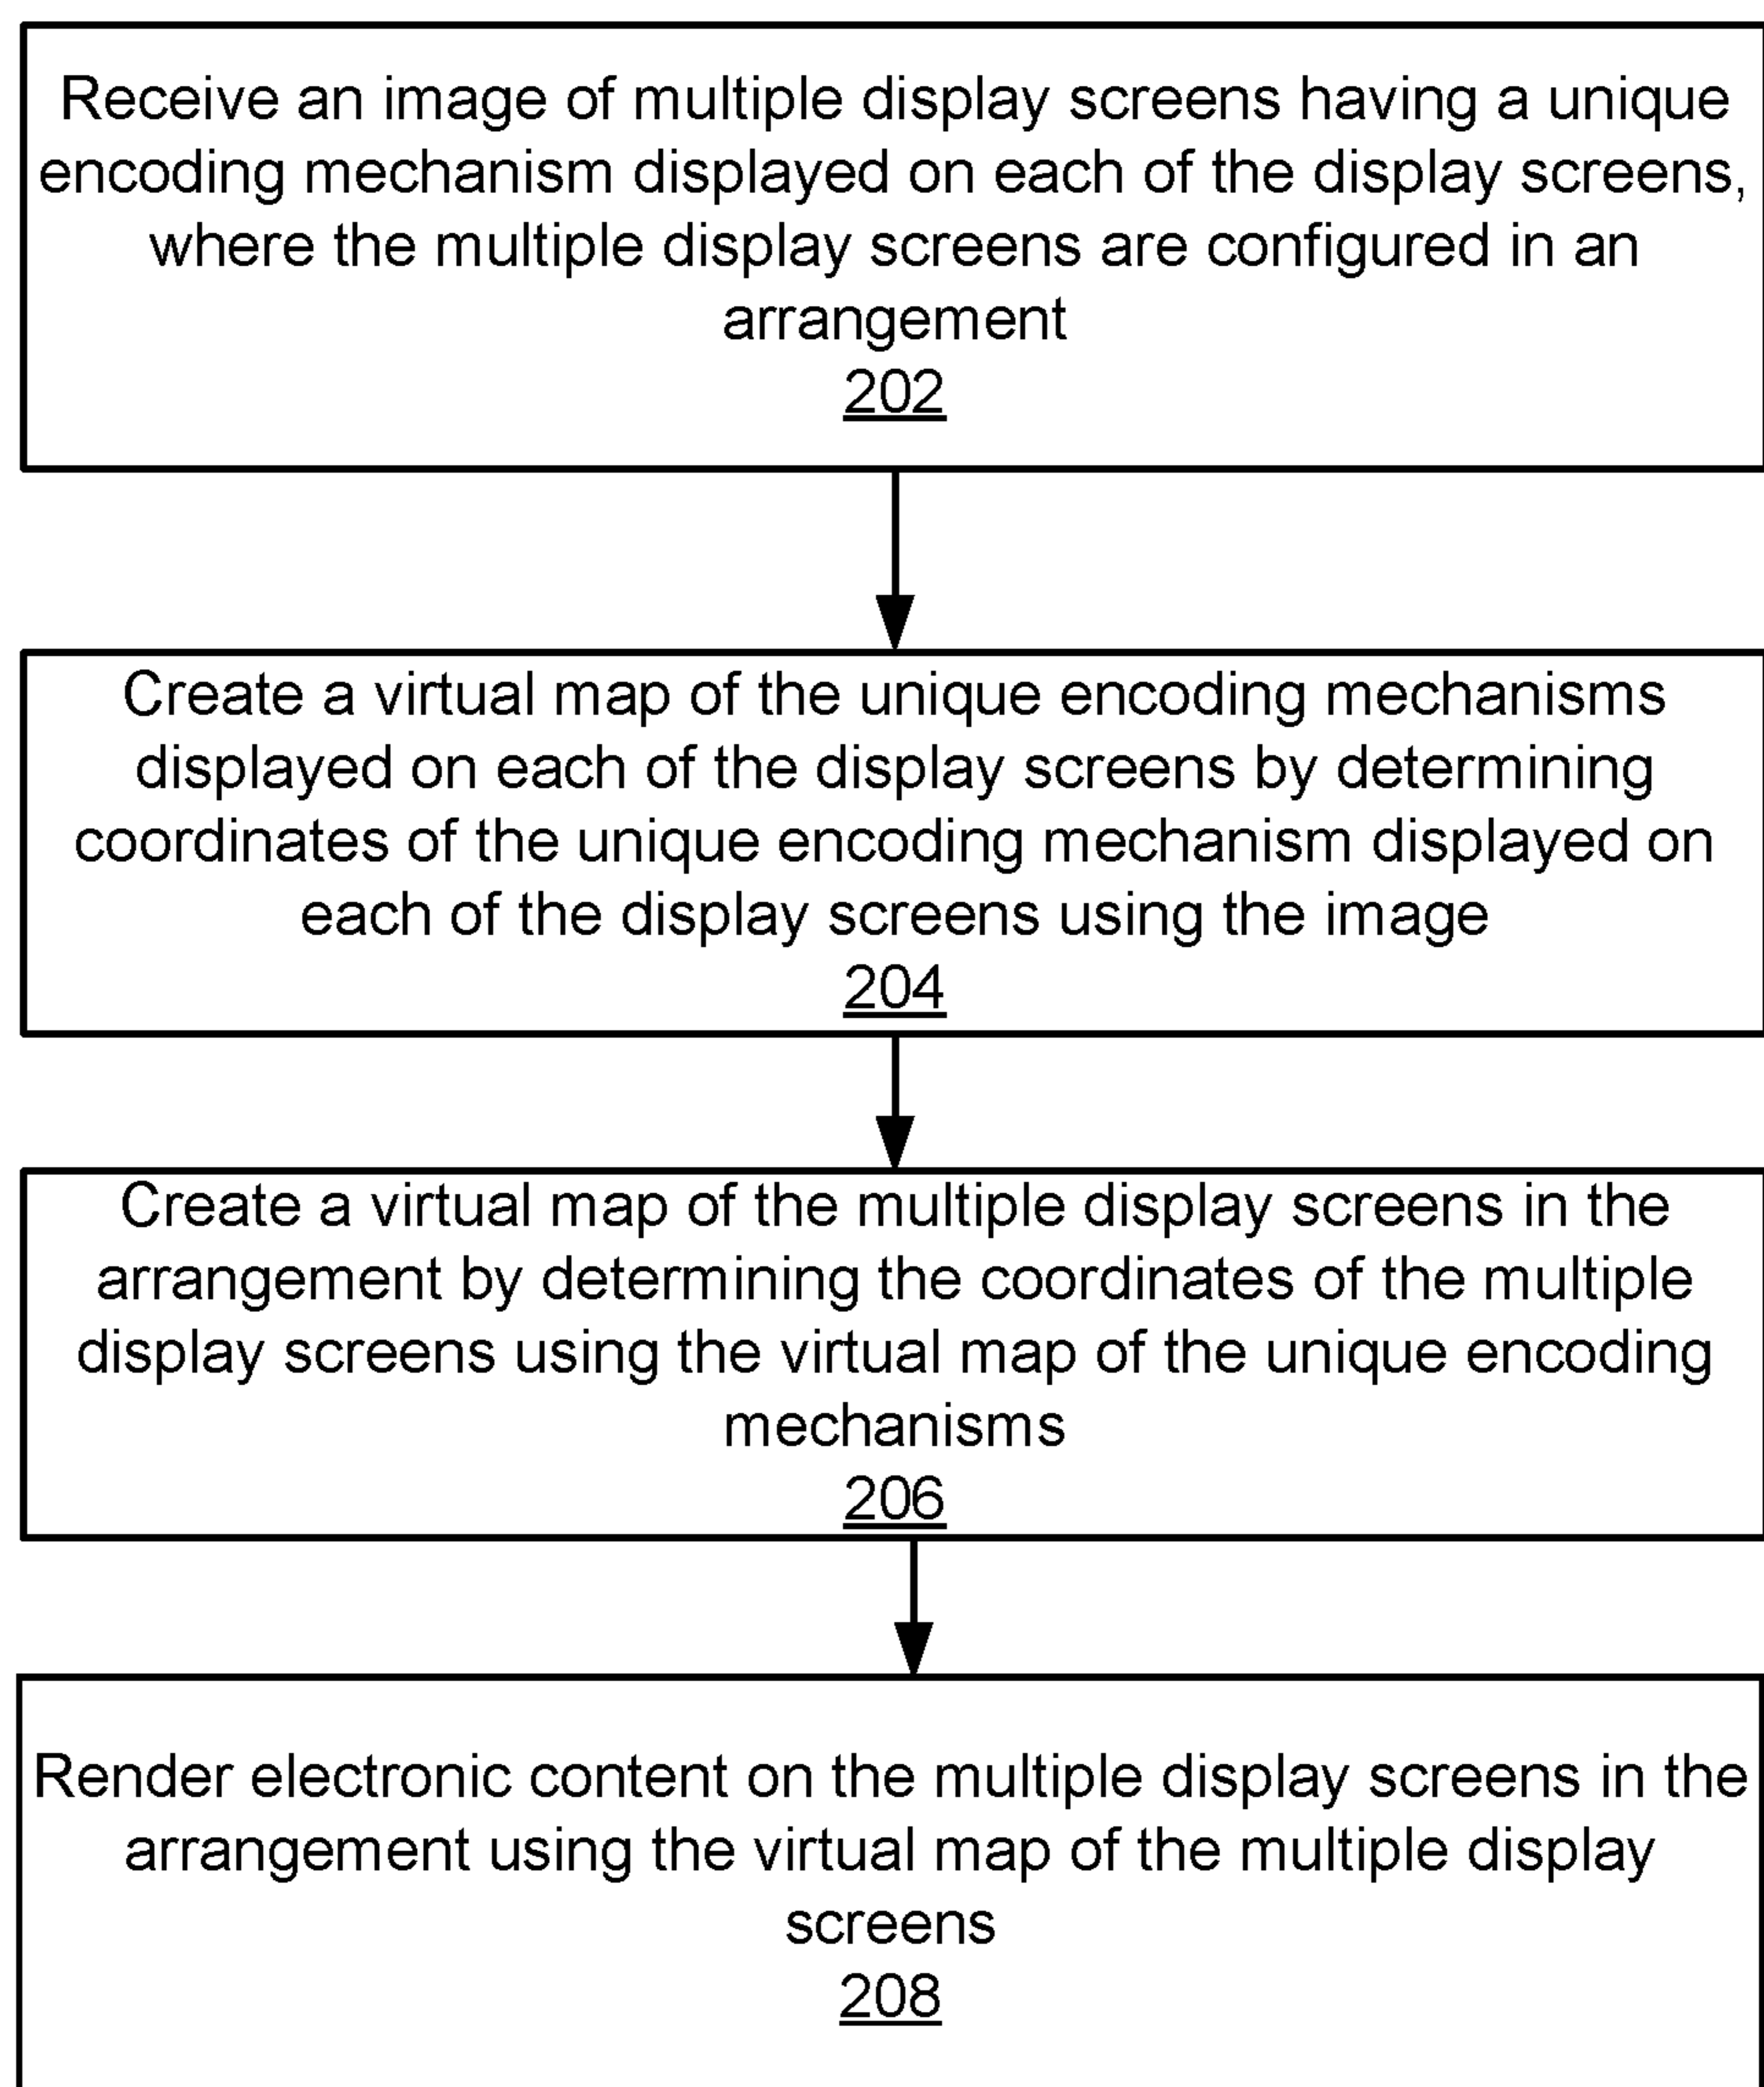 Receive an image of multiple display screens having a unique
encoding mechanism displayed on each of the display screens,
where the multiple display screens are configured in an
arrangement
202
Create a virtual map of the unique encoding mechanisms
displayed on each of the display screens by determining
coordinates of the unique encoding mechanism displayed on
each of the display screens using the image
204
Create a virtual map of the multiple display screens in the
arrangement by determining the coordinates of the multiple
display screens using the virtual map of the unique encoding
mechanisms
206
Render electronic content on the multiple display screens in the
arrangement using the virtual map of the multiple display
screens
208